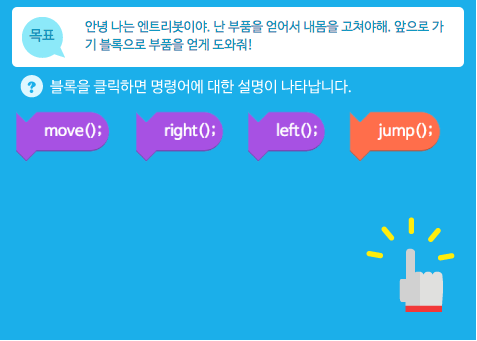 목표
안녕 나는 엔트리봇이야. 난 부품을 얻어서 내몸을 고쳐야해. 앞으로 가
기 블록으로 부품을 얻게 도와줘!
? 블록을 클릭하면 명령어에 대한 설명이 나타납니다.
move(); right(); left(); jump();